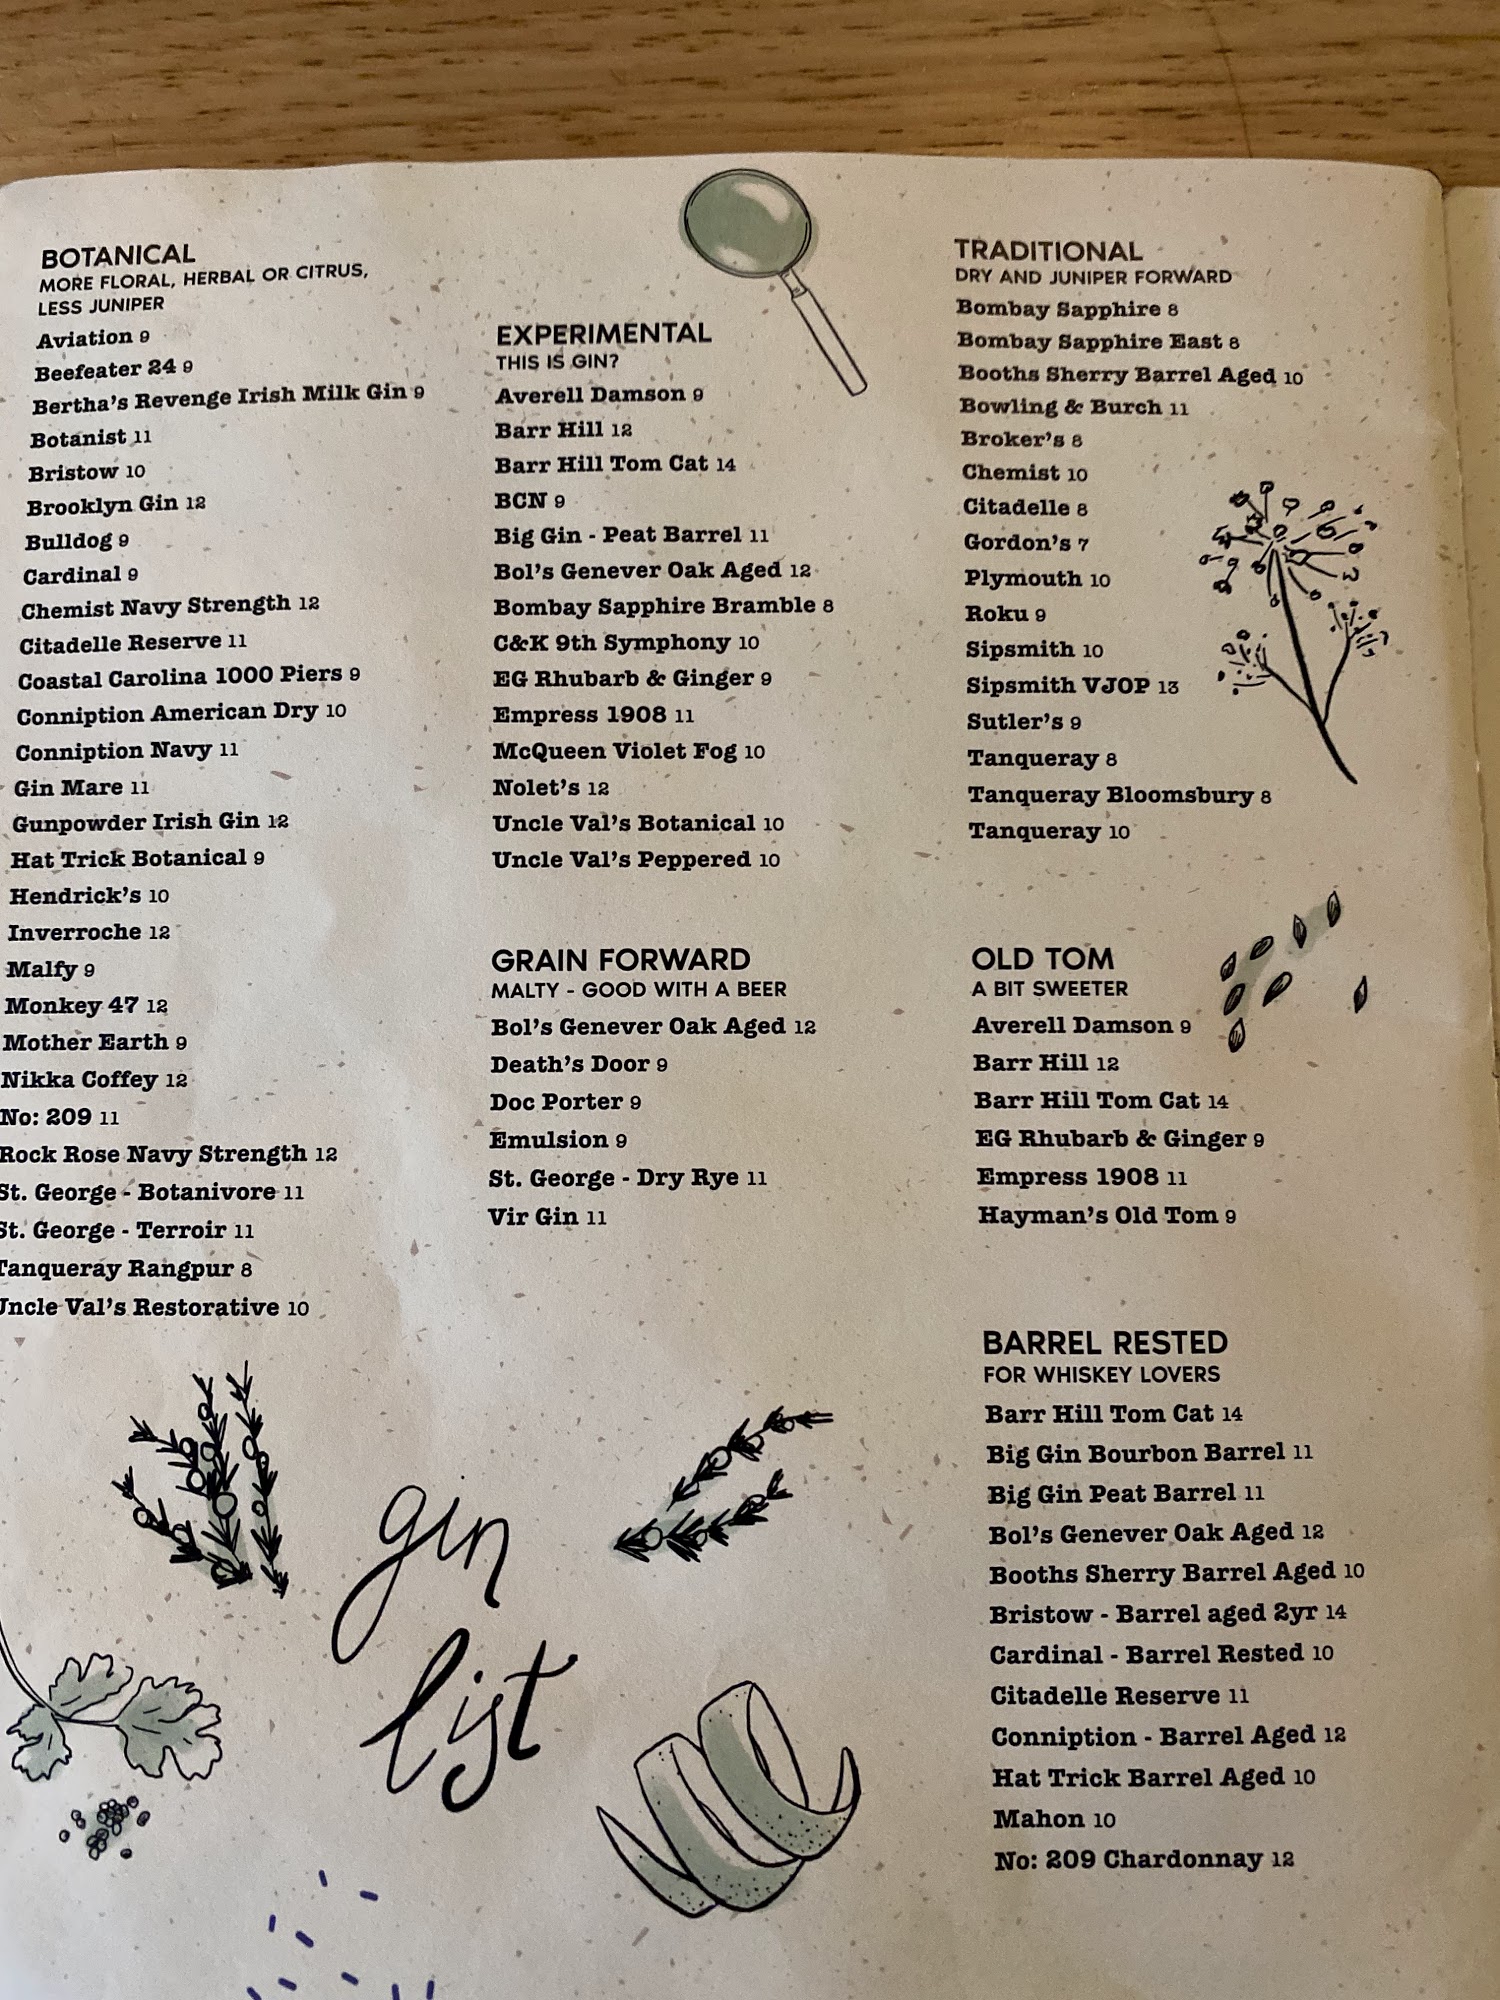 BOTANICAL
MORE FLORAL, HERBAL OR CITRUS,
LESS JUNIPER
Aviation 9
Beefeater 24 9
Bertha's Revenge Irish Milk Gin 9
Botanist 11
Bristow 10
Brooklyn Gin 12
Bulldog 9
Cardinal 9
Chemist Navy Strength 12
Citadelle Reserve 11
Coastal Carolina 1000 Piers 9
Conniption American Dry 10
Conniption Navy 11
Gin Mare 11
Gunpowder Irish Gin 12
Hat Trick Botanical 9
Hendrick's 10
Inverroche 12
Malfy 9
Monkey 47 12
Mother Earth 9
Nikka Coffey 12
No: 209 11
Rock Rose Navy Strength 12
St. George - Botanivore 11
St. George - Terroir 11
Tanqueray Rangpur 8
Uncle Val's Restorative 10
EXPERIMENTAL
THIS IS GIN?
Averell Damson 9
Barr Hill 12
Barr Hill Tom Cat 14
BCN 9
Big Gin - Peat Barrel 11
Bol's Genever Oak Aged 12
Bombay Sapphire Bramble 8
C&K 9th Symphony 10
EG Rhubarb & Ginger 9
Empress 1908 11
McQueen Violet Fog 10
Nolet's 12
Uncle Val's Botanical 10
Uncle Val's Peppered 10
GRAIN FORWARD
MALTY - GOOD WITH A BEER
Bol's Genever Oak Aged 12
Death's Door 9
Doc Porter 9
Emulsion 9
St. George - Dry Rye 11
Vir Gin 11
TRADITIONAL
DRY AND JUNIPER FORWARD
Bombay Sapphire 8
Bombay Sapphire East 8
Booths Sherry Barrel Aged 10
Bowling & Burch 11
Broker's 8
Chemist 10
Citadelle 8
Gordon's 7
Plymouth 10
Roku 9
Sipsmith 10
Sipsmith VJOP 13
Sutler's 9
Tanqueray 8
Tanqueray Bloomsbury 8
Tanqueray 10
OLD TOM
A BIT SWEETER
Averell Damson 9
Barr Hill 12
Barr Hill Tom Cat 14
EG Rhubarb & Ginger 9
Empress 1908 11
Hayman's Old Tom 9
BARREL RESTED
FOR WHISKEY LOVERS
Barr Hill Tom Cat 14
Big Gin Bourbon Barrel 11
Big Gin Peat Barrel 11
Bol's Genever Oak Aged 12
Booths Sherry Barrel Aged 10
Bristow - Barrel aged 2yr 14
Cardinal - Barrel Rested 10
Citadelle Reserve 11
Conniption - Barrel Aged 12
Hat Trick Barrel Aged 10
Mahon 10
No: 209 Chardonnay 12
gin
list